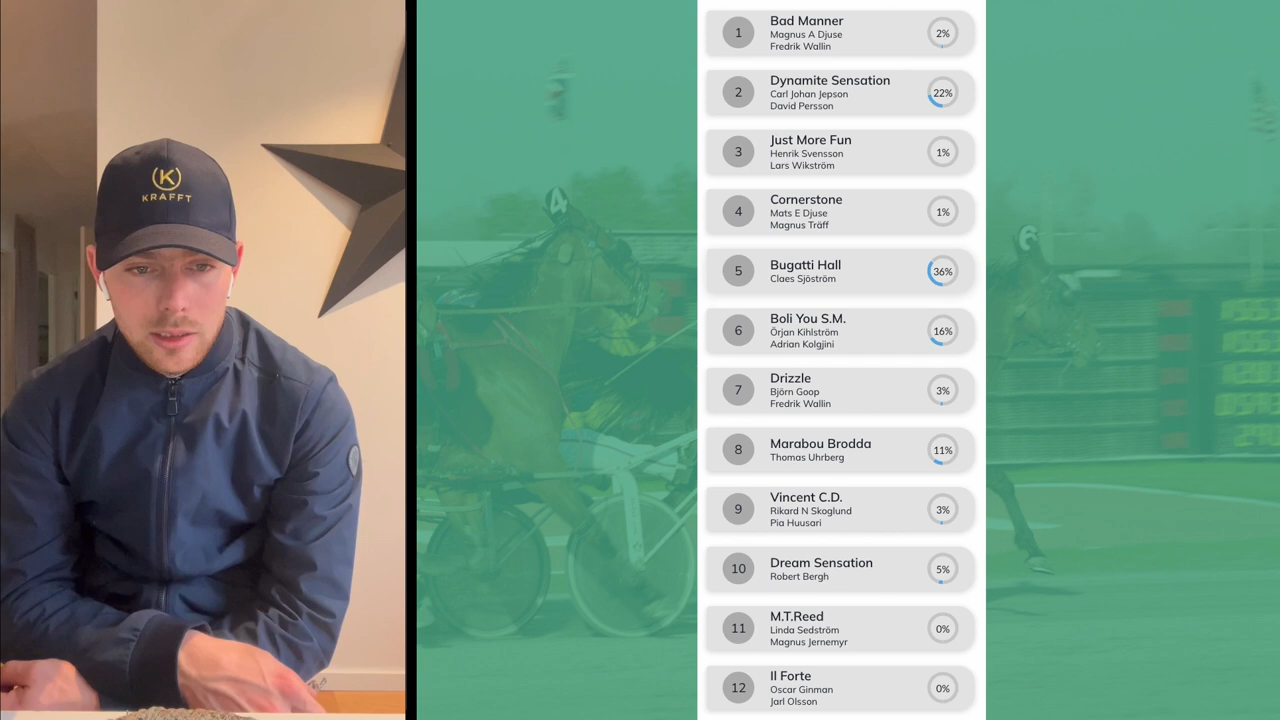 K
KRAFFT
4
6
1
Bad Manner
Magnus A Djuse
Fredrik Wallin
2%
2
Dynamite Sensation
Carl Johan Jepson
David Persson
22%
3
Just More Fun
Henrik Svensson
Lars Wikström
1%
4
Cornerstone
Mats E Djuse
Magnus Träff
1%
5
Bugatti Hall
Claes Sjöström
36%
6
Boli You S.M.
Örjan Kihlström
Adrian Kolgjini
16%
7
Drizzle
Björn Goop
Fredrik Wallin
3%
8
Marabou Brodda
Thomas Uhrberg
11%
9
Vincent C.D.
Rikard N Skoglund
Pia Huusari
3%
10
Dream Sensation
Robert Bergh
5%
11
M.T.Reed
Linda Sedström
Magnus Jernemyr
0%
12
Il Forte
Oscar Ginman
Jarl Olsson
0%